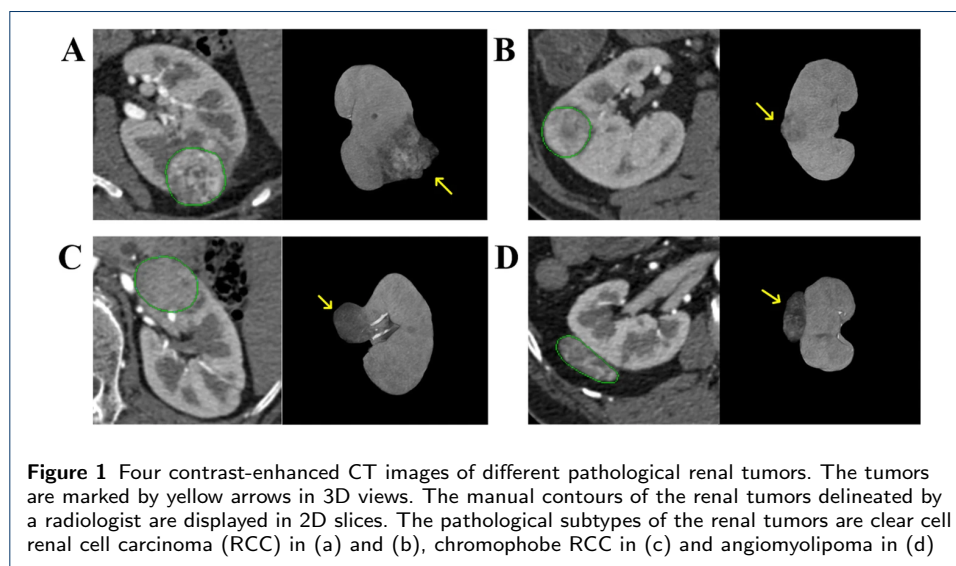 A
B
C
D
Figure 1 Four contrast-enhanced CT images of different pathological renal tumors. The tumors
are marked by yellow arrows in 3D views. The manual contours of the renal tumors delineated by
a radiologist are displayed in 2D slices. The pathological subtypes of the renal tumors are clear cell
renal cell carcinoma (RCC) in (a) and (b), chromophobe RCC in (c) and angiomyolipoma in (d)